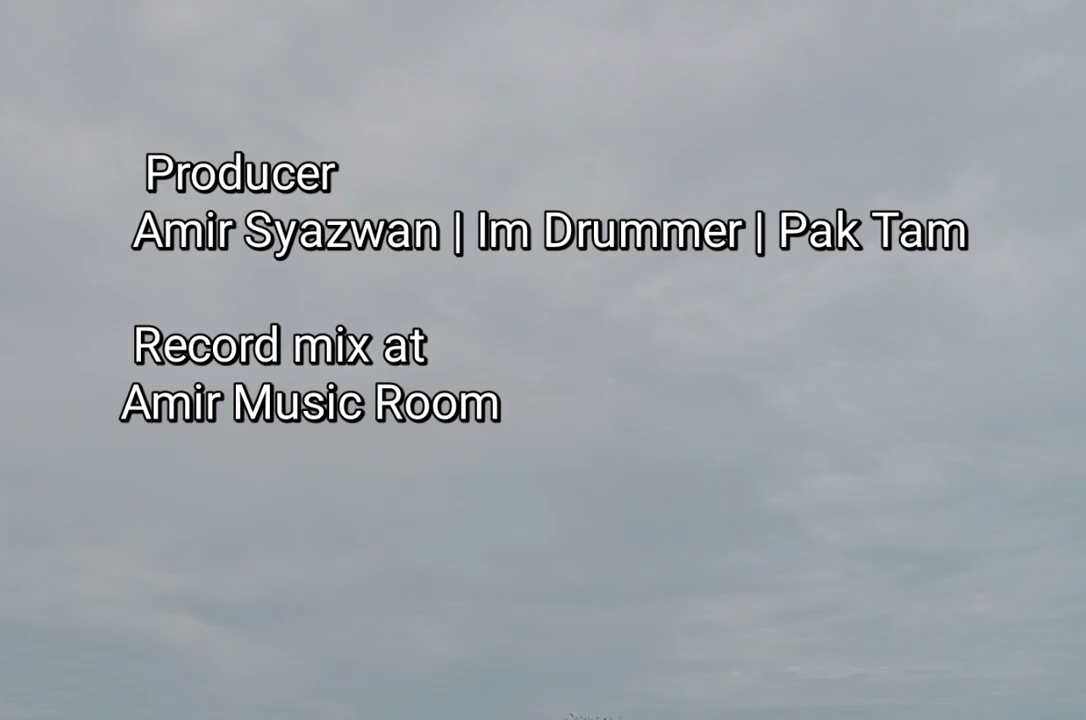 Producer
Amir Syazwan | Im Drummer | Pak Tam
Record mix at
Amir Music Room